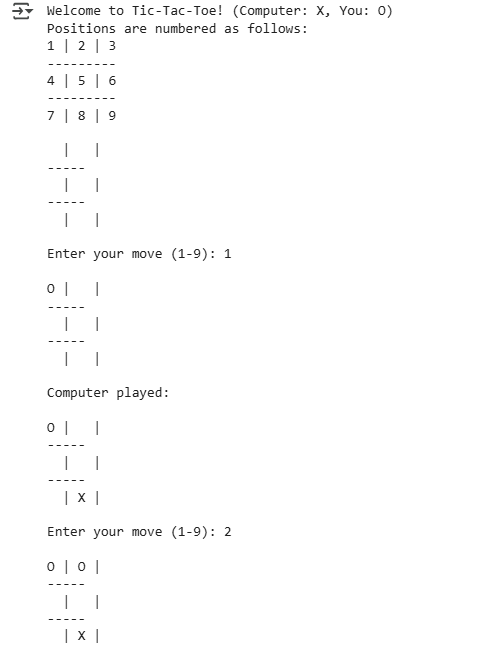 Welcome to Tic-Tac-Toe! (Computer: X, You: O)
Positions are numbered as follows:
1 | 2 | 3
---------
4 | 5 | 6
---------
7 | 8 | 9

  |   |
-----
  |   |
-----
  |   |

Enter your move (1-9): 1

O |   |
-----
  |   |
-----
  |   |

Computer played:

O |   |
-----
  |   |
-----
  | X |

Enter your move (1-9): 2

O | O |
-----
  |   |
-----
  | X |